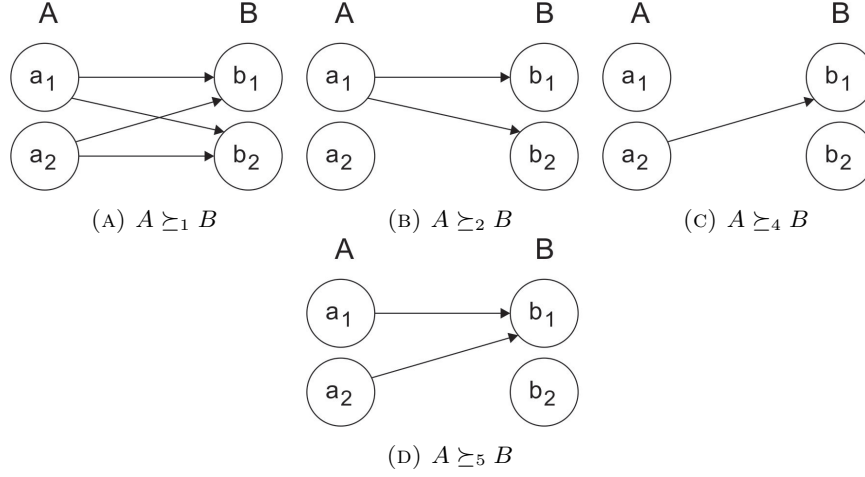 A B A B A B
a1 b1 a1 b1 a1 b1
a2 b2 a2 b2 a2 b2
(A) A ⪰1 B (B) A ⪰2 B (C) A ⪰4 B
A B
a1 b1
a2 b2
(D) A ⪰5 B